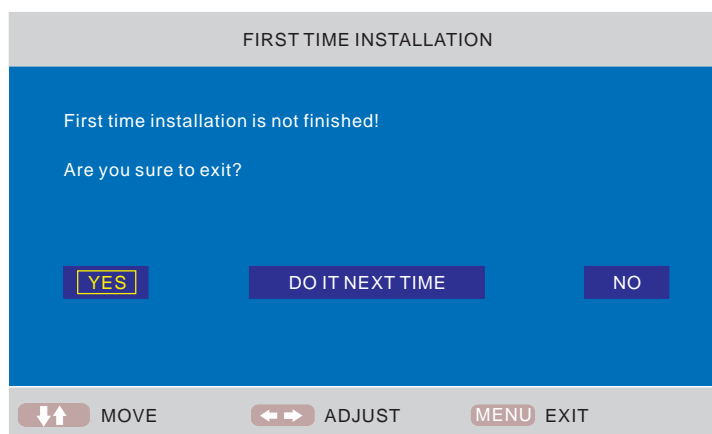 FIRST TIME INSTALLATION
First time installation is not finished!
Are you sure to exit?
YES DO IT NEXT TIME NO
MOVE ADJUST MENU EXIT